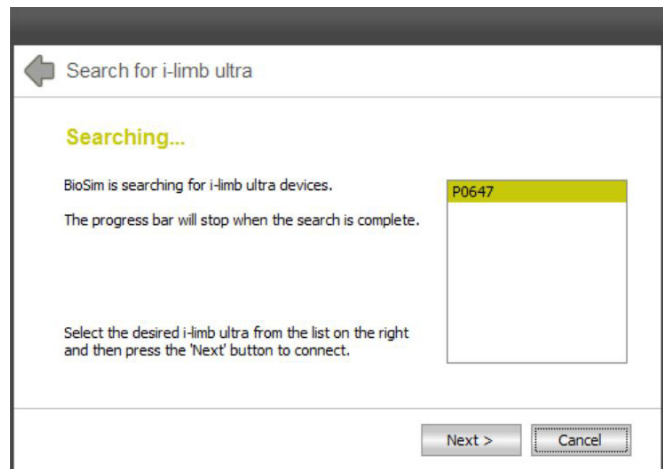 Search for i-limb ultra
Searching...
BioSim is searching for i-limb ultra devices.
P0647
The progress bar will stop when the search is complete.
Select the desired i-limb ultra from the list on the right
and then press the 'Next' button to connect.
Next >
Cancel